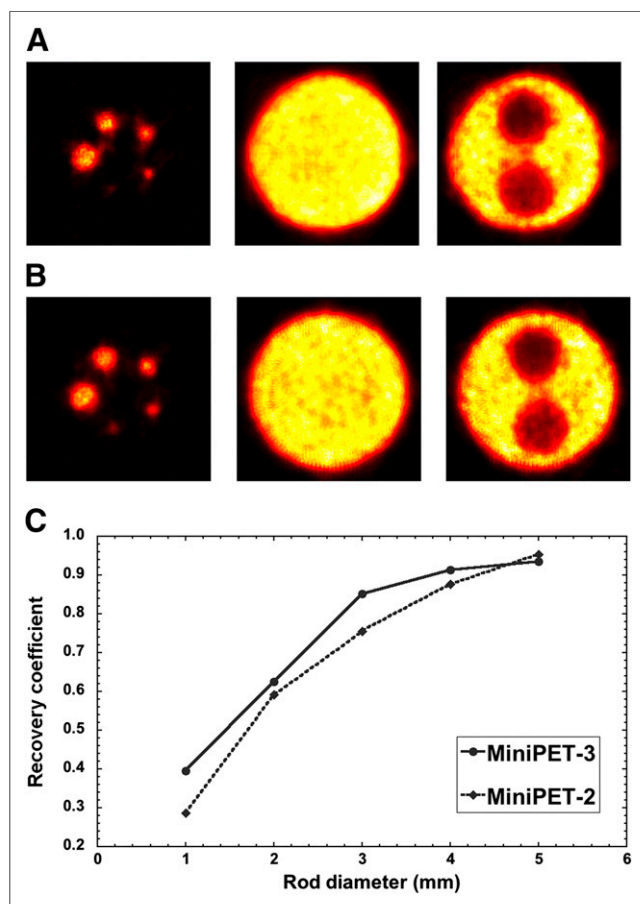 A
B
C
1.0
0.9
0.8
0.7
0.6
0.5
0.4
0.3
0.2
Recovery coefficient
0 1 2 3 4 5 6
Rod diameter (mm)
MiniPET-3
MiniPET-2